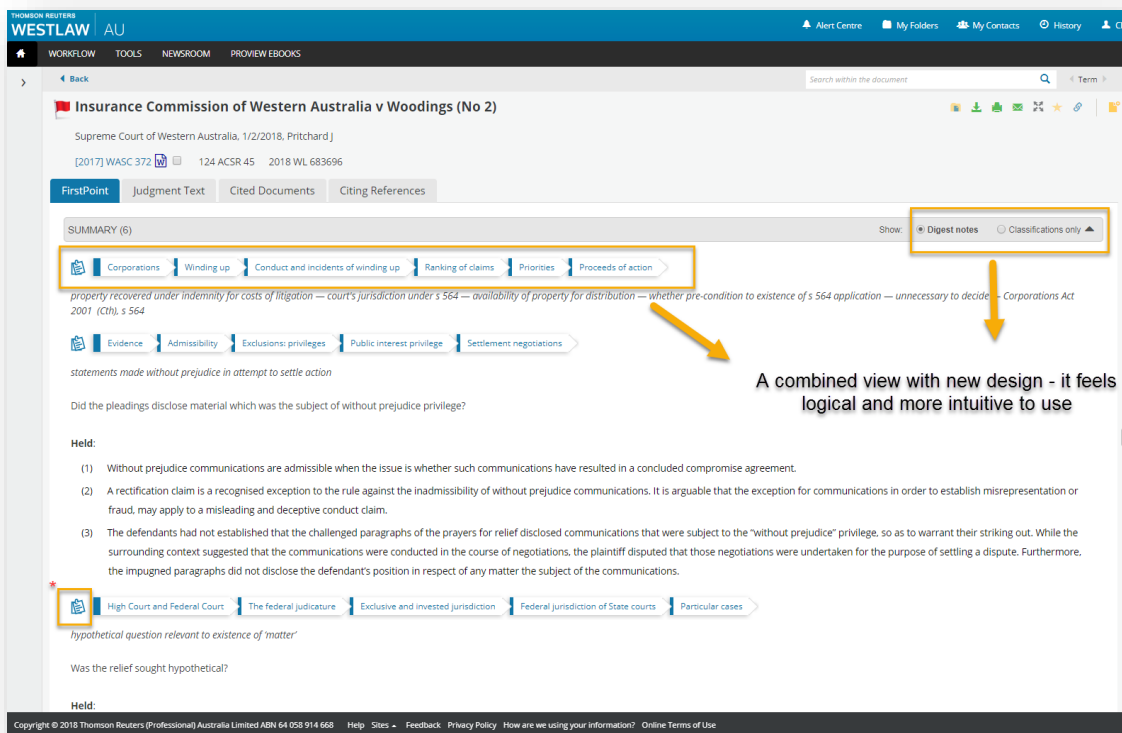 THOMSON REUTERS
WESTLAW AU
Alert Centre My Folders My Contacts History
WORKFLOW TOOLS NEWSROOM PROVIEW EBOOKS
Back
Search within the document
Term
Insurance Commission of Western Australia v Woodings (No 2)
Supreme Court of Western Australia, 1/2/2018, Pritchard J
[2017] WASC 372 W 124 ACSR 45 2018 WL 683696
FirstPoint Judgment Text Cited Documents Citing References
SUMMARY (6) Show: Digest notes Classifications only
Corporations Winding up Conduct and incidents of winding up Ranking of claims Priorities Proceeds of action
property recovered under indemnity for costs of litigation — court's jurisdiction under s 564 — availability of property for distribution — whether pre-condition to existence of s 564 application — unnecessary to decide – Corporations Act
2001 (Cth), s 564
Evidence Admissibility Exclusions: privileges Public interest privilege Settlement negotiations
statements made without prejudice in attempt to settle action
A combined view with new design - it feels
logical and more intuitive to use
Did the pleadings disclose material which was the subject of without prejudice privilege?
Held:
(1) Without prejudice communications are admissible when the issue is whether such communications have resulted in a concluded compromise agreement.
(2) A rectification claim is a recognised exception to the rule against the inadmissibility of without prejudice communications. It is arguable that the exception for communications in order to establish misrepresentation or
fraud, may apply to a misleading and deceptive conduct claim.
(3) The defendants had not established that the challenged paragraphs of the prayers for relief disclosed communications that were subject to the "without prejudice" privilege, so as to warrant their striking out. While the
surrounding context suggested that the communications were conducted in the course of negotiations, the plaintiff disputed that those negotiations were undertaken for the purpose of settling a dispute. Furthermore,
the impugned paragraphs did not disclose the defendant's position in respect of any matter the subject of the communications.
*
High Court and Federal Court The federal judicature Exclusive and invested jurisdiction Federal jurisdiction of State courts Particular cases
hypothetical question relevant to existence of 'matter'
Was the relief sought hypothetical?
Held:
Copyright © 2018 Thomson Reuters (Professional) Australia Limited ABN 64 058 914 668 Help Sites Feedback Privacy Policy How are we using your information? Online Terms of Use